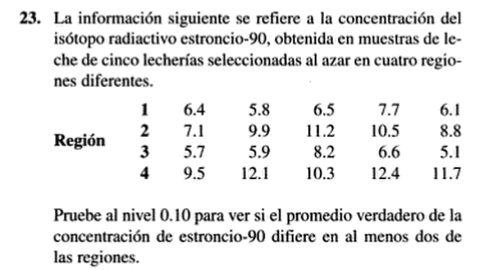 23. La información siguiente se refiere a la concentración del
isótopo radiactivo estroncio-90, obtenida en muestras de le-
che de cinco lecherías seleccionadas al azar en cuatro regio-
nes diferentes.
1 6.4 5.8 6.5 7.7 6.1
Región 2 7.1 9.9 11.2 10.5 8.8
3 5.7 5.9 8.2 6.6 5.1
4 9.5 12.1 10.3 12.4 11.7
Pruebe al nivel 0.10 para ver si el promedio verdadero de la
concentración de estroncio-90 difiere en al menos dos de
las regiones.